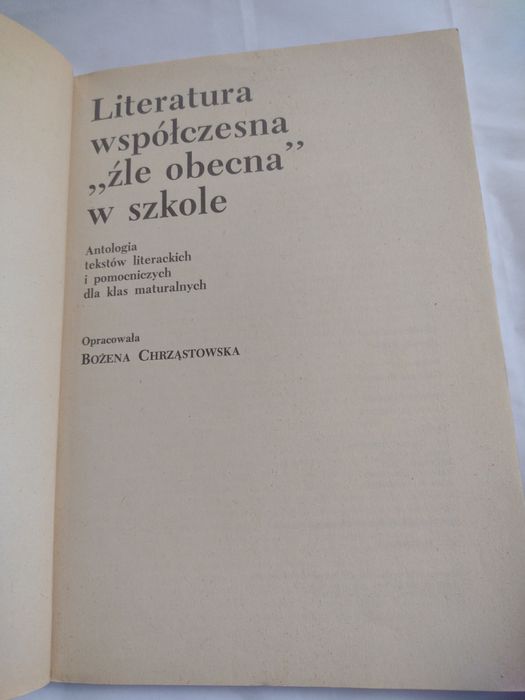 Literatura
współczesna
„źle obecna”
w szkole
Antologia
tekstów literackich
i pomocniczych
dla klas maturalnych
Opracowała
BOŻENA CHRZĄSTOWSKA